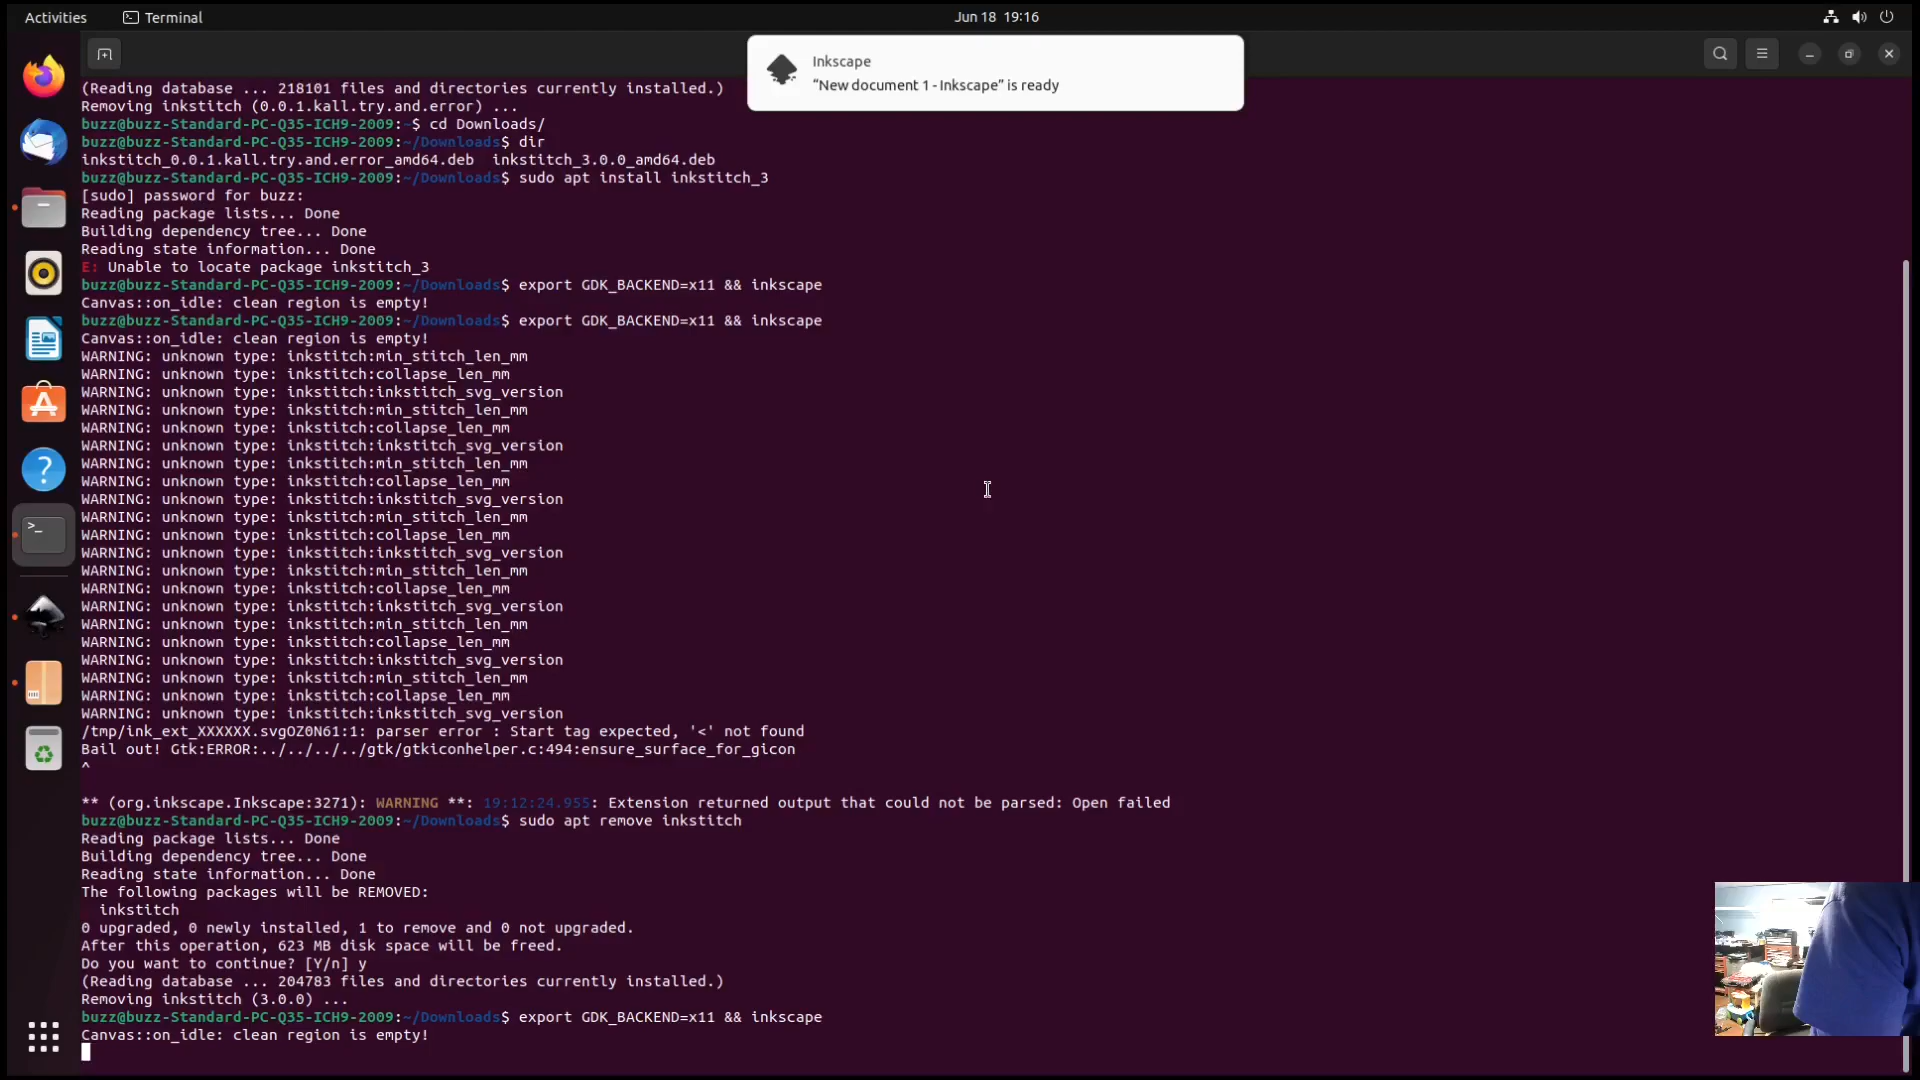 Activities
Terminal
Jun 18 19:16
Inkscape
“New document 1 - Inkscape” is ready
(Reading database ... 218101 files and directories currently installed.)
Removing inkstitch (0.0.1.kall.try.and.error) ...
buzz@buzz-Standard-PC-Q35-ICH9-2009:~$ cd Downloads/
buzz@buzz-Standard-PC-Q35-ICH9-2009:~/Downloads$ dir
inkstitch_0.0.1.kall.try.and.error_amd64.deb  inkstitch_3.0.0_amd64.deb
buzz@buzz-Standard-PC-Q35-ICH9-2009:~/Downloads$ sudo apt install inkstitch_3
[sudo] password for buzz:
Reading package lists... Done
Building dependency tree... Done
Reading state information... Done
E: Unable to locate package inkstitch_3
buzz@buzz-Standard-PC-Q35-ICH9-2009:~/Downloads$ export GDK_BACKEND=x11 && inkscape
Canvas::on_idle: clean region is empty!
buzz@buzz-Standard-PC-Q35-ICH9-2009:~/Downloads$ export GDK_BACKEND=x11 && inkscape
Canvas::on_idle: clean region is empty!
WARNING: unknown type: inkstitch:min_stitch_len_mm
WARNING: unknown type: inkstitch:collapse_len_mm
WARNING: unknown type: inkstitch:inkstitch_svg_version
WARNING: unknown type: inkstitch:min_stitch_len_mm
WARNING: unknown type: inkstitch:collapse_len_mm
WARNING: unknown type: inkstitch:inkstitch_svg_version
WARNING: unknown type: inkstitch:min_stitch_len_mm
WARNING: unknown type: inkstitch:collapse_len_mm
WARNING: unknown type: inkstitch:inkstitch_svg_version
WARNING: unknown type: inkstitch:min_stitch_len_mm
WARNING: unknown type: inkstitch:collapse_len_mm
WARNING: unknown type: inkstitch:inkstitch_svg_version
WARNING: unknown type: inkstitch:min_stitch_len_mm
WARNING: unknown type: inkstitch:collapse_len_mm
WARNING: unknown type: inkstitch:inkstitch_svg_version
WARNING: unknown type: inkstitch:min_stitch_len_mm
WARNING: unknown type: inkstitch:collapse_len_mm
WARNING: unknown type: inkstitch:inkstitch_svg_version
WARNING: unknown type: inkstitch:min_stitch_len_mm
WARNING: unknown type: inkstitch:collapse_len_mm
WARNING: unknown type: inkstitch:inkstitch_svg_version
/tmp/ink_ext_XXXXXX.svgOZ0N61:1: parser error : Start tag expected, '<' not found
Bail out! Gtk:ERROR:../../../../gtk/gtkiconhelper.c:494:ensure_surface_for_gicon
^
** (org.inkscape.Inkscape:3271): WARNING **: 19:12:24.955: Extension returned output that could not be parsed: Open failed
buzz@buzz-Standard-PC-Q35-ICH9-2009:~/Downloads$ sudo apt remove inkstitch
Reading package lists... Done
Building dependency tree... Done
Reading state information... Done
The following packages will be REMOVED:
  inkstitch
0 upgraded, 0 newly installed, 1 to remove and 0 not upgraded.
After this operation, 623 MB disk space will be freed.
Do you want to continue? [Y/n] y
(Reading database ... 204783 files and directories currently installed.)
Removing inkstitch (3.0.0) ...
buzz@buzz-Standard-PC-Q35-ICH9-2009:~/Downloads$ export GDK_BACKEND=x11 && inkscape
Canvas::on_idle: clean region is empty!